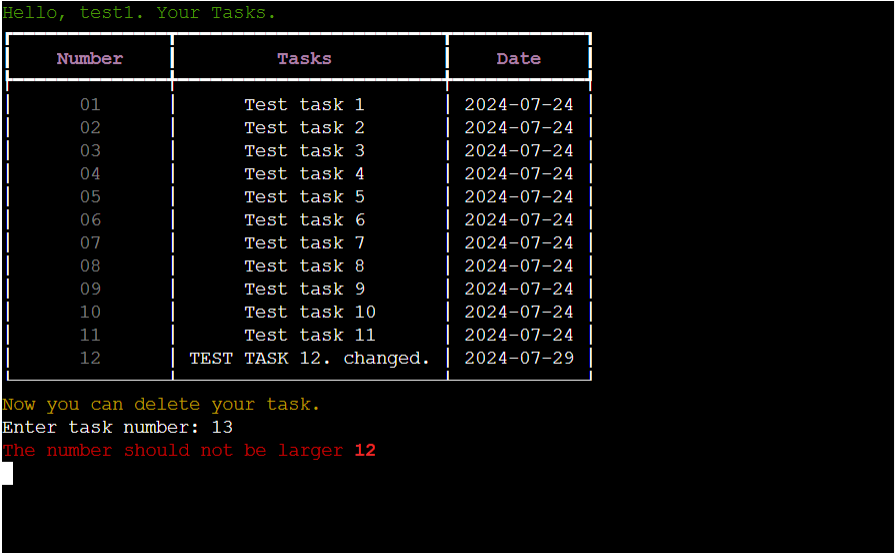 Hello, test1. Your Tasks.
Number Tasks Date
01 Test task 1 2024-07-24
02 Test task 2 2024-07-24
03 Test task 3 2024-07-24
04 Test task 4 2024-07-24
05 Test task 5 2024-07-24
06 Test task 6 2024-07-24
07 Test task 7 2024-07-24
08 Test task 8 2024-07-24
09 Test task 9 2024-07-24
10 Test task 10 2024-07-24
11 Test task 11 2024-07-24
12 TEST TASK 12. changed. 2024-07-29
Now you can delete your task.
Enter task number: 13
The number should not be larger 12